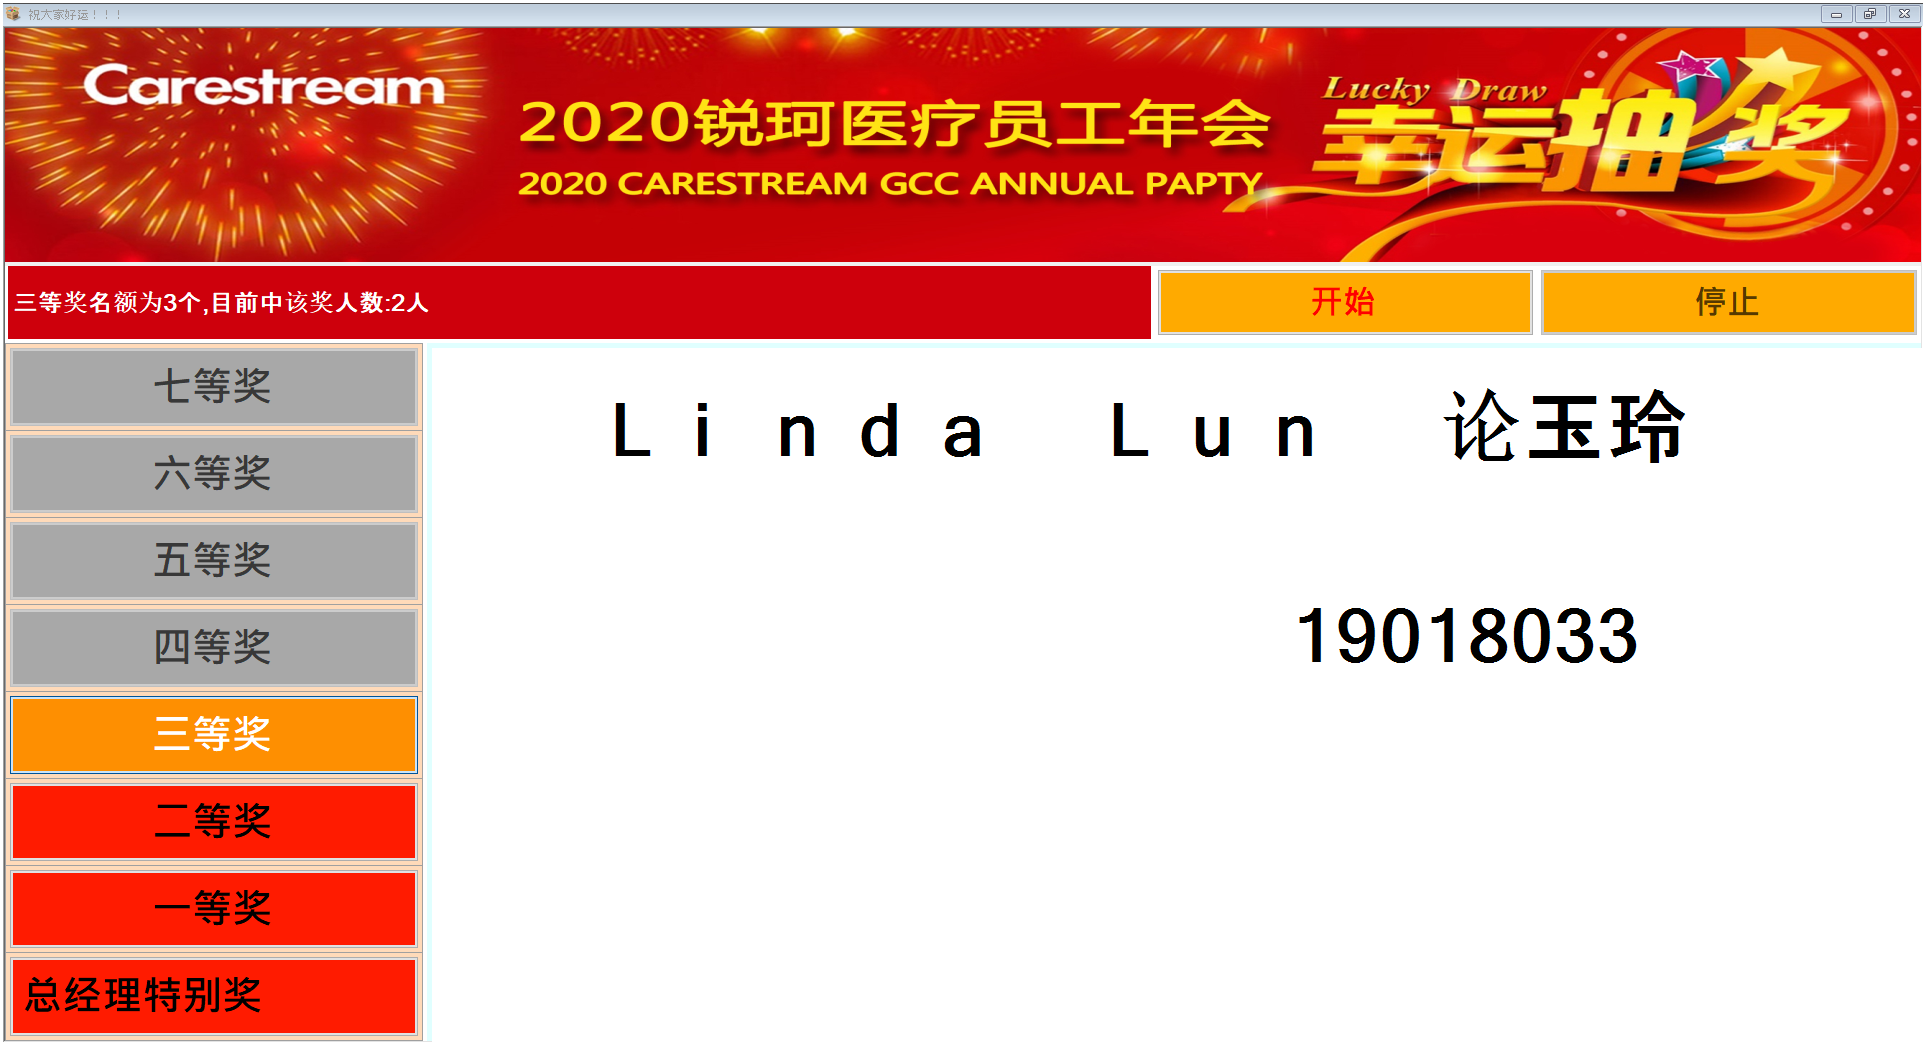 祝大家好运！！！
Carestream
2020锐珂医疗员工年会
2020 CARESTREAM GCC ANNUAL PAPTY
Lucky Draw
幸运抽奖
三等奖名额为3个,目前中该奖人数:2人
开始
停止
七等奖
六等奖
五等奖
四等奖
三等奖
二等奖
一等奖
总经理特别奖
Linda Lun 论玉玲
19018033